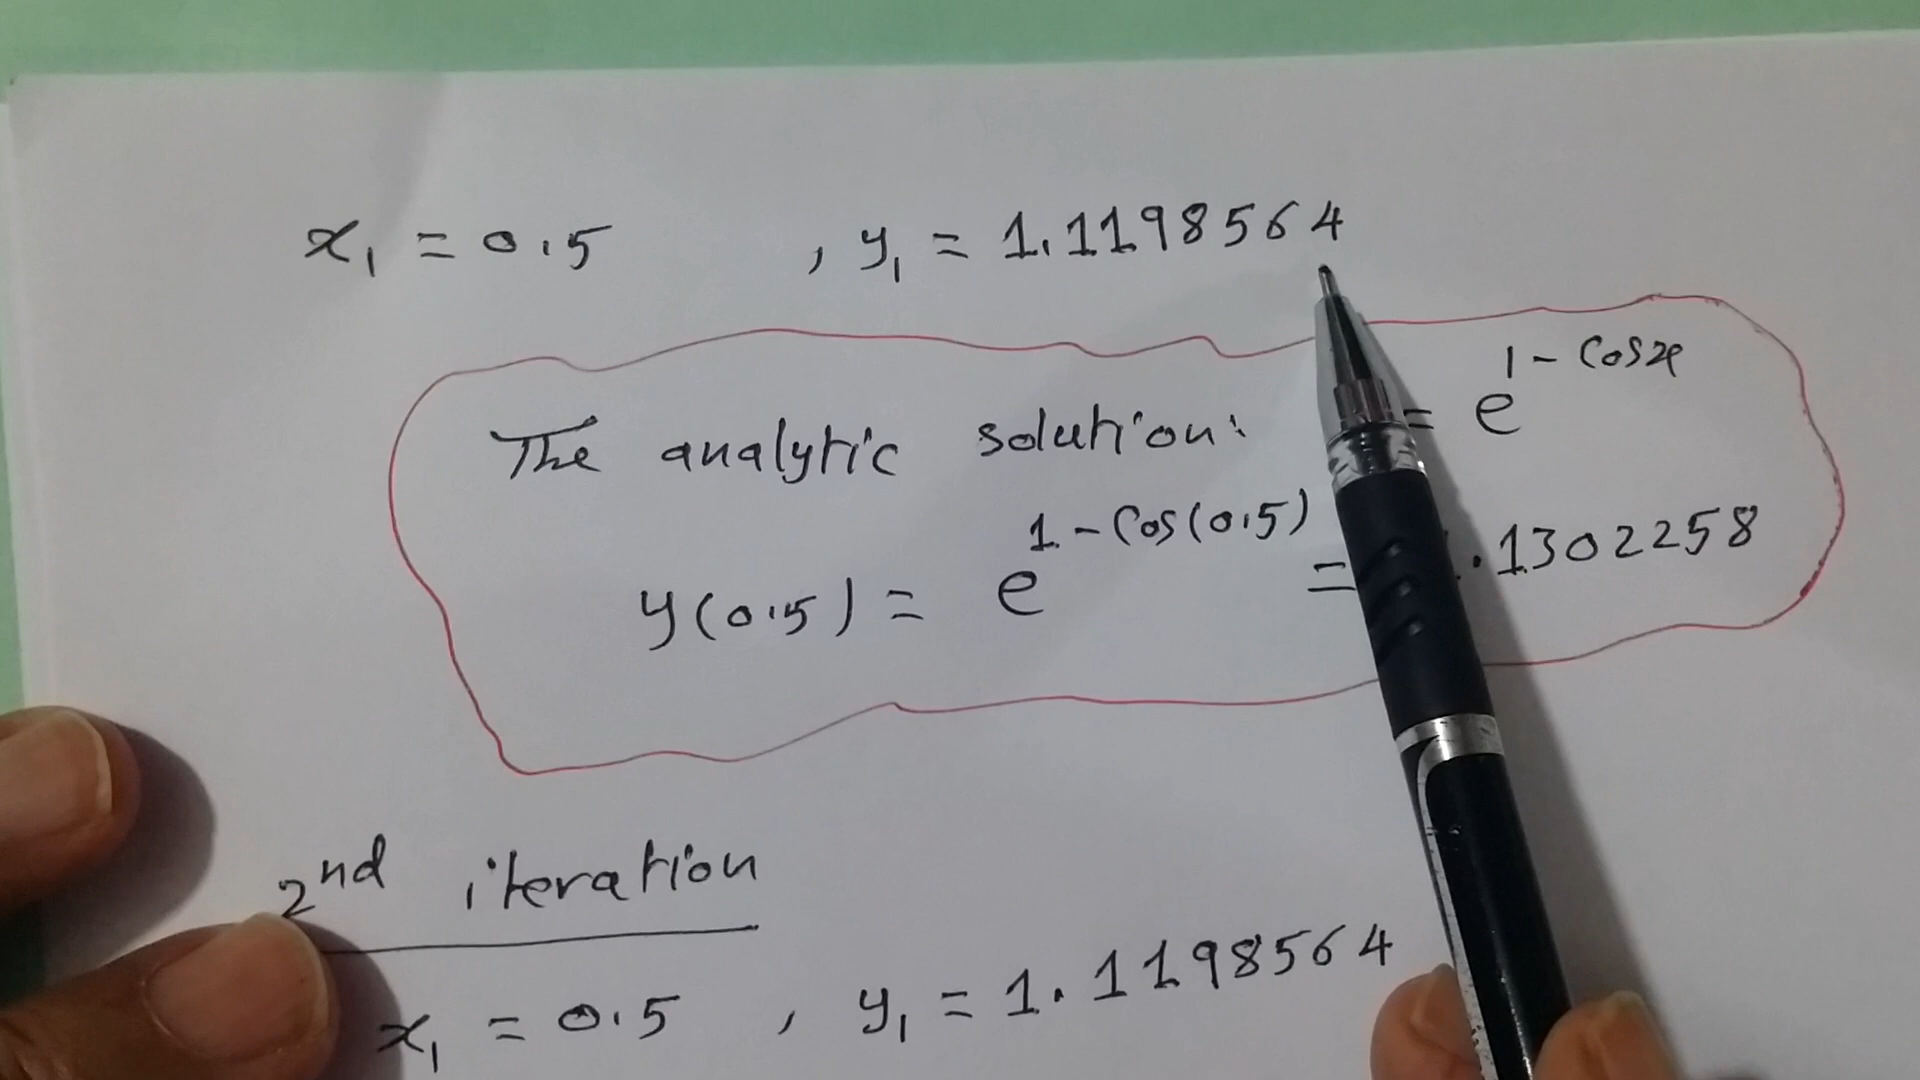 x₁ = 0.5 , y₁ = 1.1198564
The analytic solution: = e^(1 - Cosx)
y(0.5) = e^(1 - Cos(0.5)) = .1302258
2nd iteration
x₁ = 0.5 , y₁ = 1.1198564